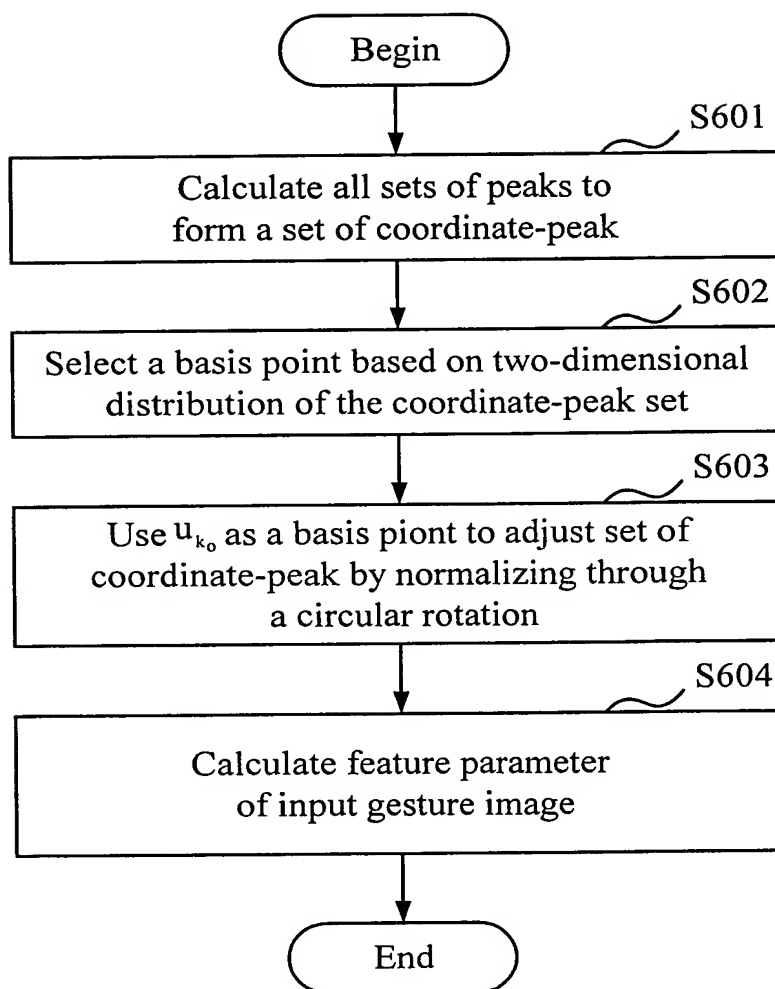 Begin
S601
Calculate all sets of peaks to
form a set of coordinate-peak
S602
Select a basis point based on two-dimensional
distribution of the coordinate-peak set
S603
Use u_{k_0} as a basis piont to adjust set of
coordinate-peak by normalizing through
a circular rotation
S604
Calculate feature parameter
of input gesture image
End